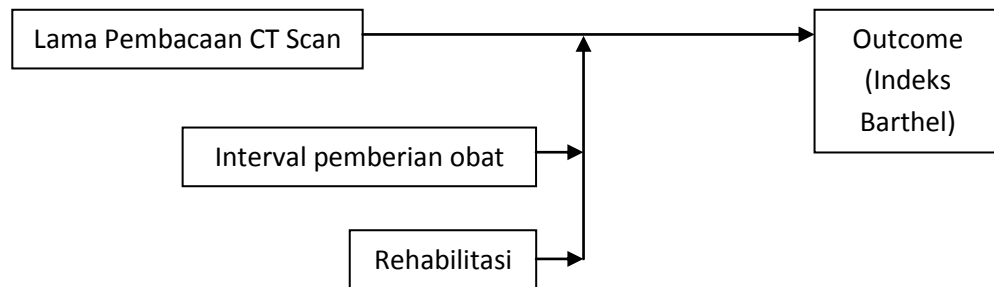 Lama Pembacaan CT Scan
Outcome
(Indeks
Barthel)
Interval pemberian obat
Rehabilitasi